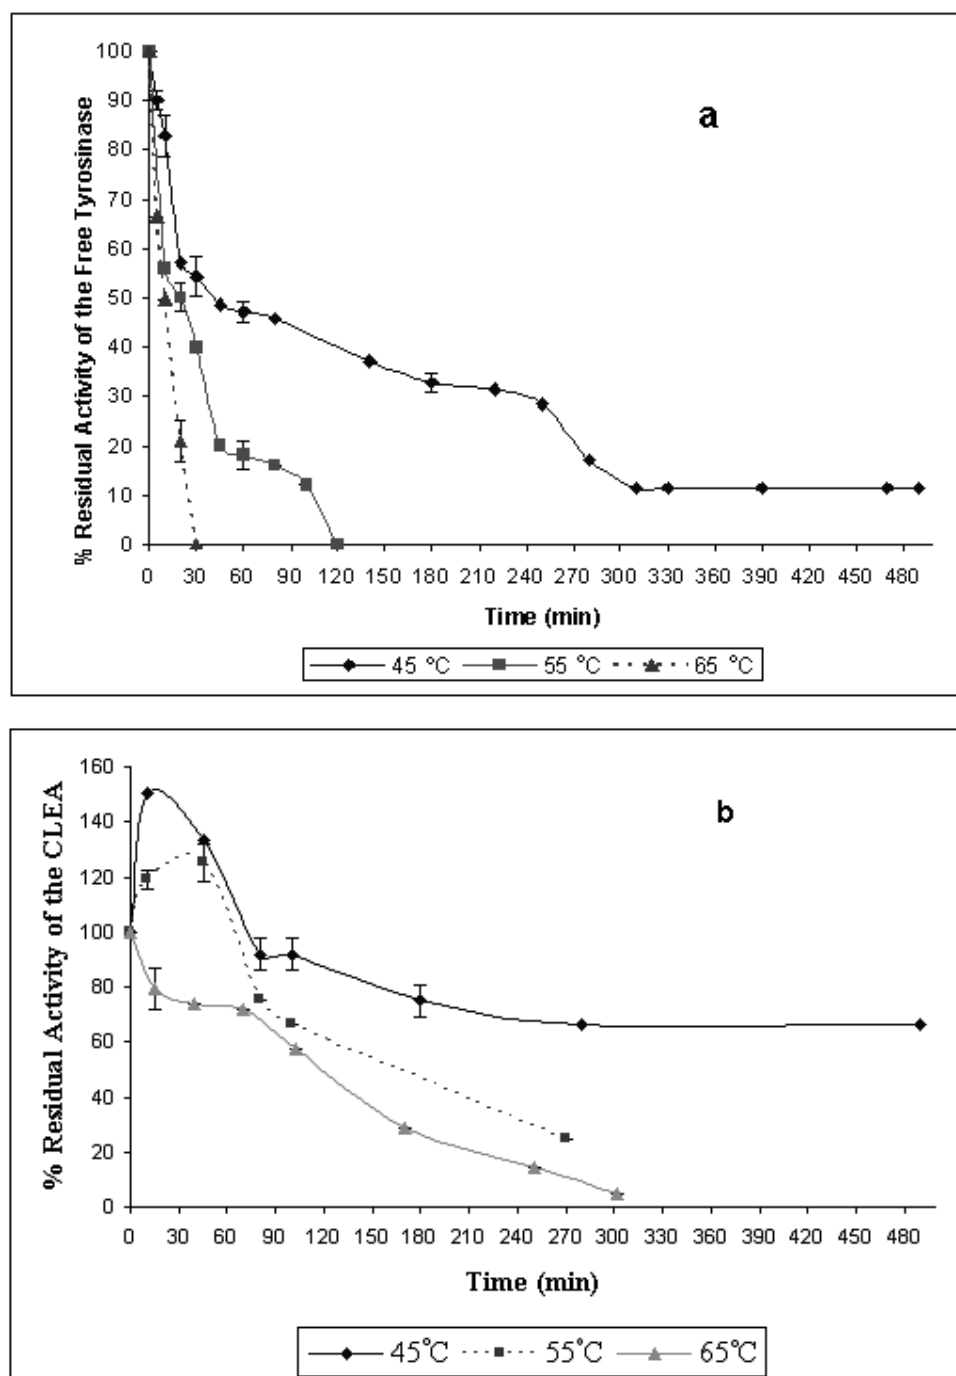 a
% Residual Activity of the Free Tyrosinase
100
90
80
70
60
50
40
30
20
10
0
0 30 60 90 120 150 180 210 240 270 300 330 360 390 420 450 480
Time (min)
45 °C 55 °C 65 °C
b
% Residual Activity of the CLEA
160
140
120
100
80
60
40
20
0
0 30 60 90 120 150 180 210 240 270 300 330 360 390 420 450 480
Time (min)
45°C 55°C 65°C